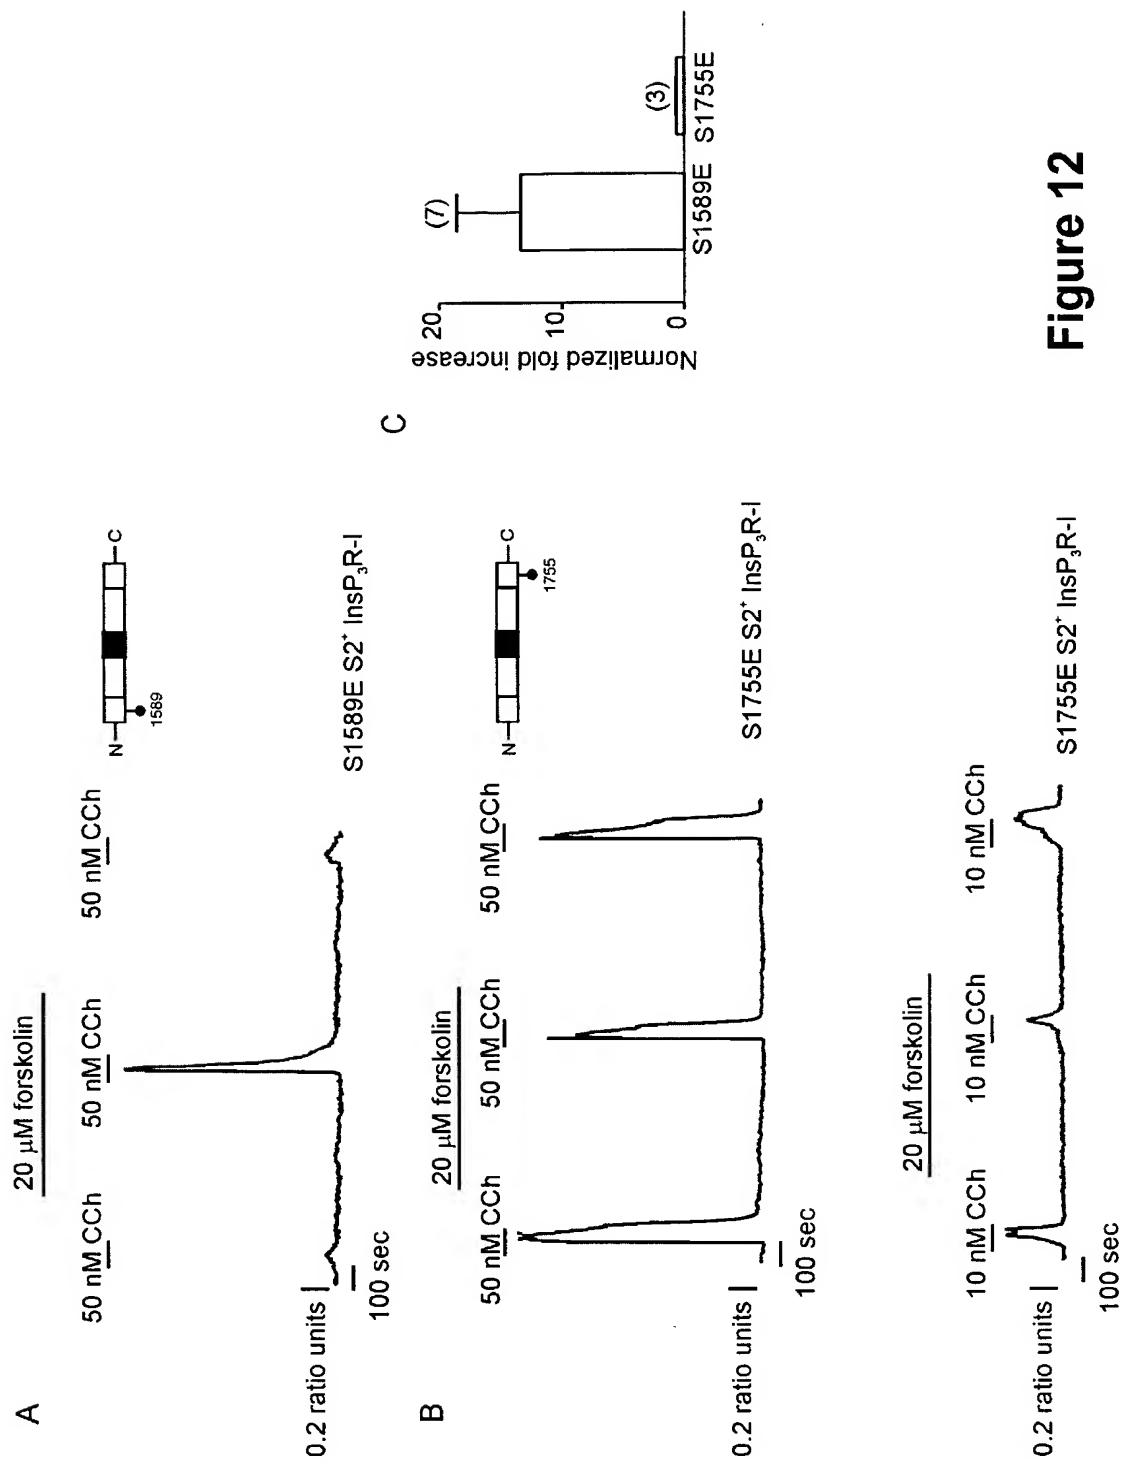 A
20 μM forskolin
50 nM CCh
50 nM CCh
50 nM CCh
0.2 ratio units
100 sec
N
C
1589
S1589E S2⁺ InsP₃R-I
B
20 μM forskolin
50 nM CCh
50 nM CCh
50 nM CCh
0.2 ratio units
100 sec
N
C
1755
S1755E S2⁺ InsP₃R-I
20 μM forskolin
10 nM CCh
10 nM CCh
10 nM CCh
0.2 ratio units
100 sec
S1755E S2⁺ InsP₃R-I
C
Normalized fold increase
20
10
0
(7)
(3)
S1589E
S1755E
Figure 12